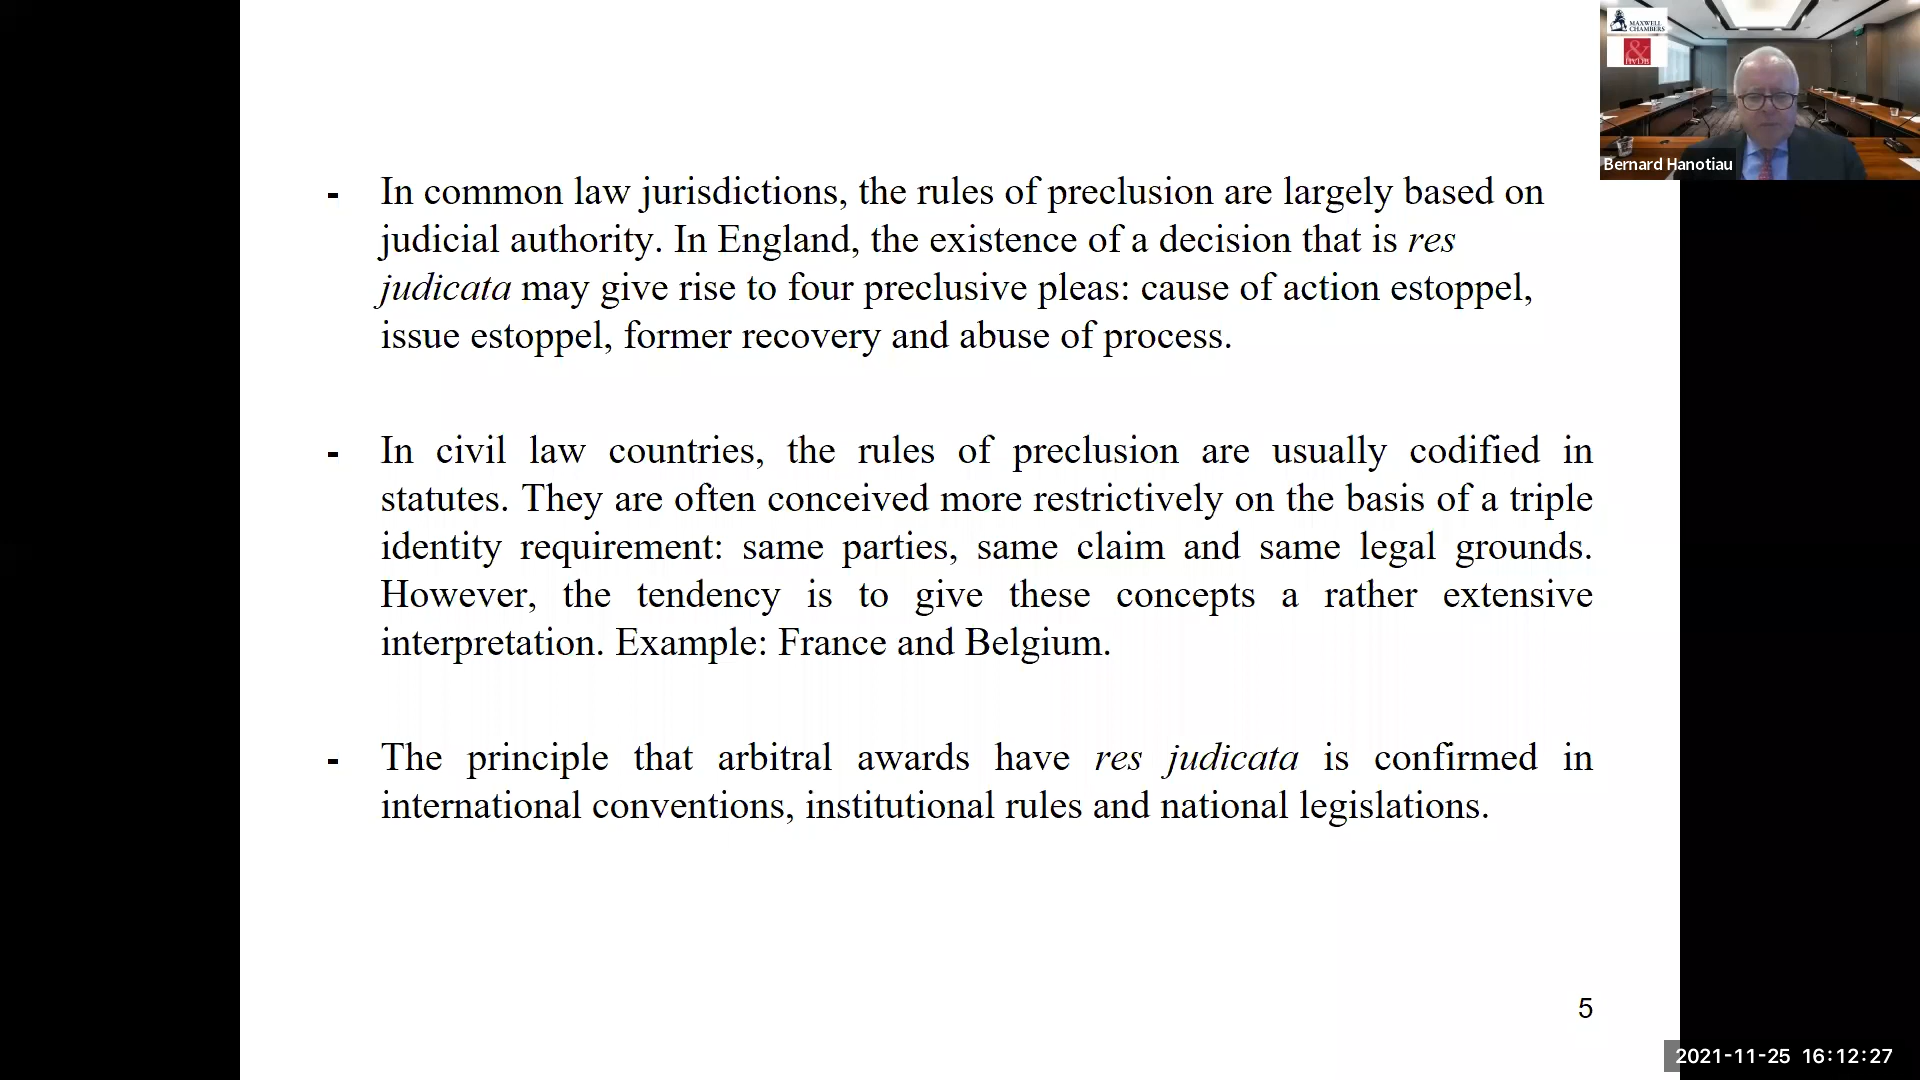 MAXWELL
CHAMBERS
&
HVDB
Bernard Hanotiau
- In common law jurisdictions, the rules of preclusion are largely based on
judicial authority. In England, the existence of a decision that is res
judicata may give rise to four preclusive pleas: cause of action estoppel,
issue estoppel, former recovery and abuse of process.
- In civil law countries, the rules of preclusion are usually codified in
statutes. They are often conceived more restrictively on the basis of a triple
identity requirement: same parties, same claim and same legal grounds.
However, the tendency is to give these concepts a rather extensive
interpretation. Example: France and Belgium.
- The principle that arbitral awards have res judicata is confirmed in
international conventions, institutional rules and national legislations.
5
2021-11-25 16:12:27